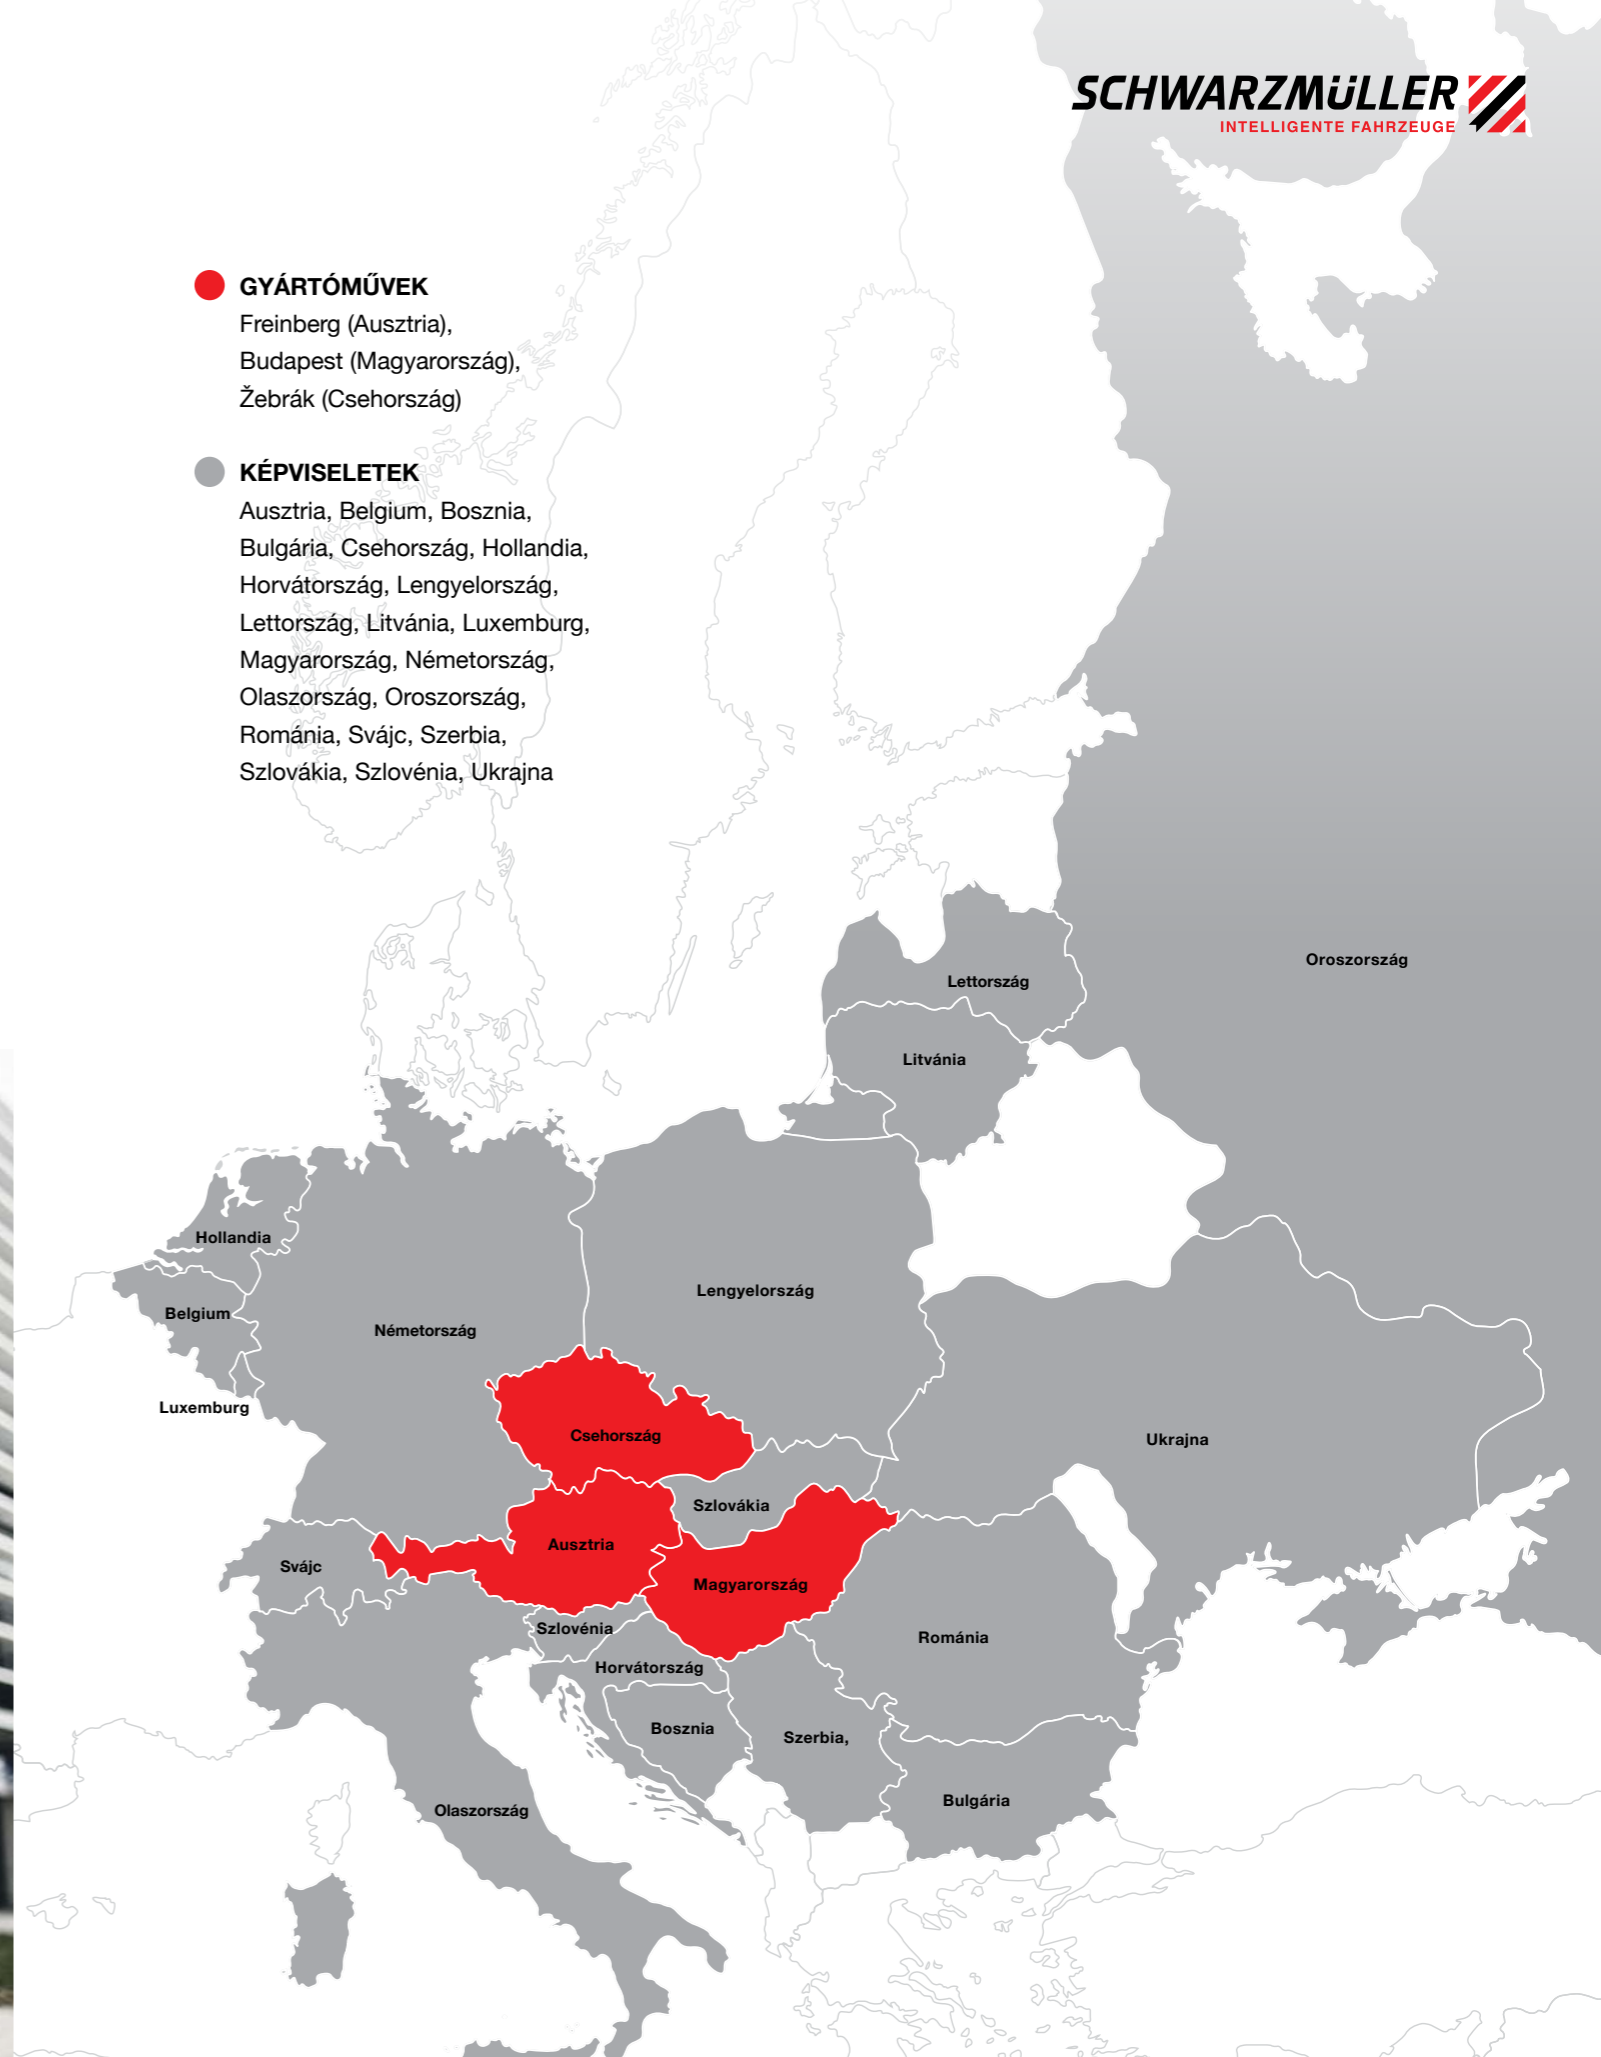 SCHWARZMÜLLER
INTELLIGENTE FAHRZEUGE
GYÁRTÓMŰVEK
Freinberg (Ausztria),
Budapest (Magyarország),
Žebrák (Csehország)
KÉPVISELETEK
Ausztria, Belgium, Bosznia,
Bulgária, Csehország, Hollandia,
Horvátország, Lengyelország,
Lettország, Litvánia, Luxemburg,
Magyarország, Németország,
Olaszország, Oroszország,
Románia, Svájc, Szerbia,
Szlovákia, Szlovénia, Ukrajna
Oroszország
Lettország
Litvánia
Hollandia
Lengyelország
Belgium
Németország
Luxemburg
Csehország
Ukrajna
Szlovákia
Ausztria
Svájc
Magyarország
Szlovénia
Románia
Horvátország
Bosznia
Szerbia,
Bulgária
Olaszország